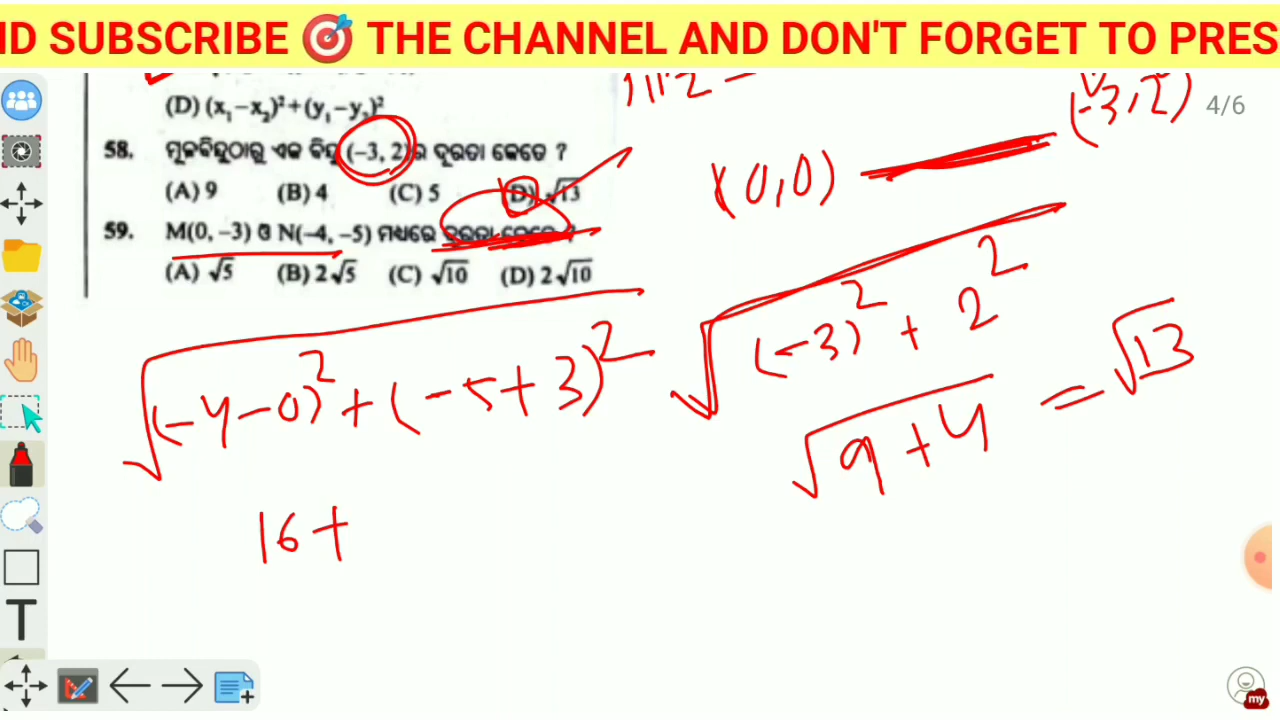 ND SUBSCRIBE 🎯 THE CHANNEL AND DON'T FORGET TO PRES
4/6
(D) (x₁−x₂)²+(y₁−y₂)²
58. ମୂଳବିନ୍ଦୁଠାରୁ ଏକ ବିନ୍ଦୁ (−3, 2)ର ଦୂରତା କେତେ ?
(A) 9 (B) 4 (C) 5 (D) √13
59. M(0, −3) ଓ N(−4, −5) ମଧ୍ୟରେ ଦୂରତା କେତେ ?
(A) √5 (B) 2√5 (C) √10 (D) 2√10
(-3,2)
(0,0)
√(-3)² + 2²
√9+4 = √13
√(-4-0)² + (-5+3)²
16+
T
my